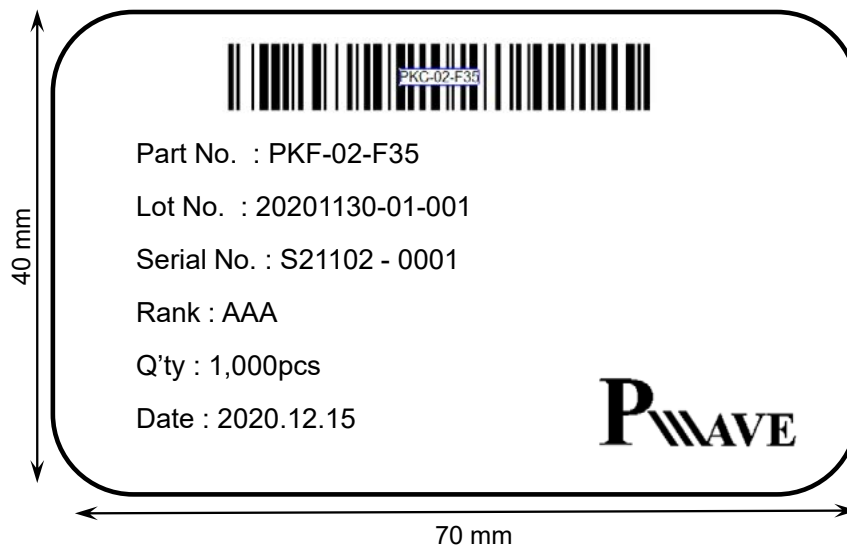 PKC-02-F35
Part No. : PKF-02-F35
Lot No. : 20201130-01-001
Serial No. : S21102 - 0001
40 mm
Rank : AAA
Q’ty : 1,000pcs
Date : 2020.12.15
PWAVE
70 mm